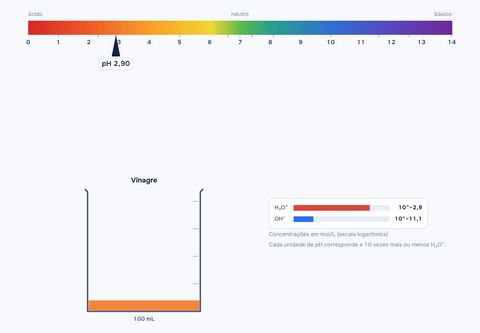 ácido neutro básico
0 1 2 3 4 5 6 7 8 9 10 11 12 13 14
pH 2,90
Vinagre
H₃O⁺ 10^-2,9
OH⁻ 10^-11,1
Concentrações em mol/L (escala logarítmica)
Cada unidade de pH corresponde a 10 vezes mais ou menos H₃O⁺.
100 mL